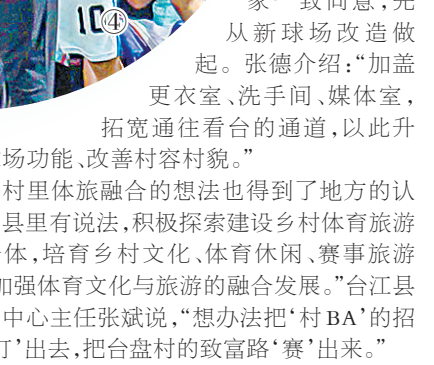 10
④
家一致同意,先
从新球场改造做
起。张德介绍:“加盖
更衣室、洗手间、媒体室,
拓宽通往看台的通道,以此升
场功能、改善村容村貌。”
村里体旅融合的想法也得到了地方的认
县里有说法,积极探索建设乡村体育旅游
体,培育乡村文化、体育休闲、赛事旅游
加强体育文化与旅游的融合发展。”台江县
中心主任张斌说,“想办法把‘村BA’的招
打’出去,把台盘村的致富路‘赛’出来。”